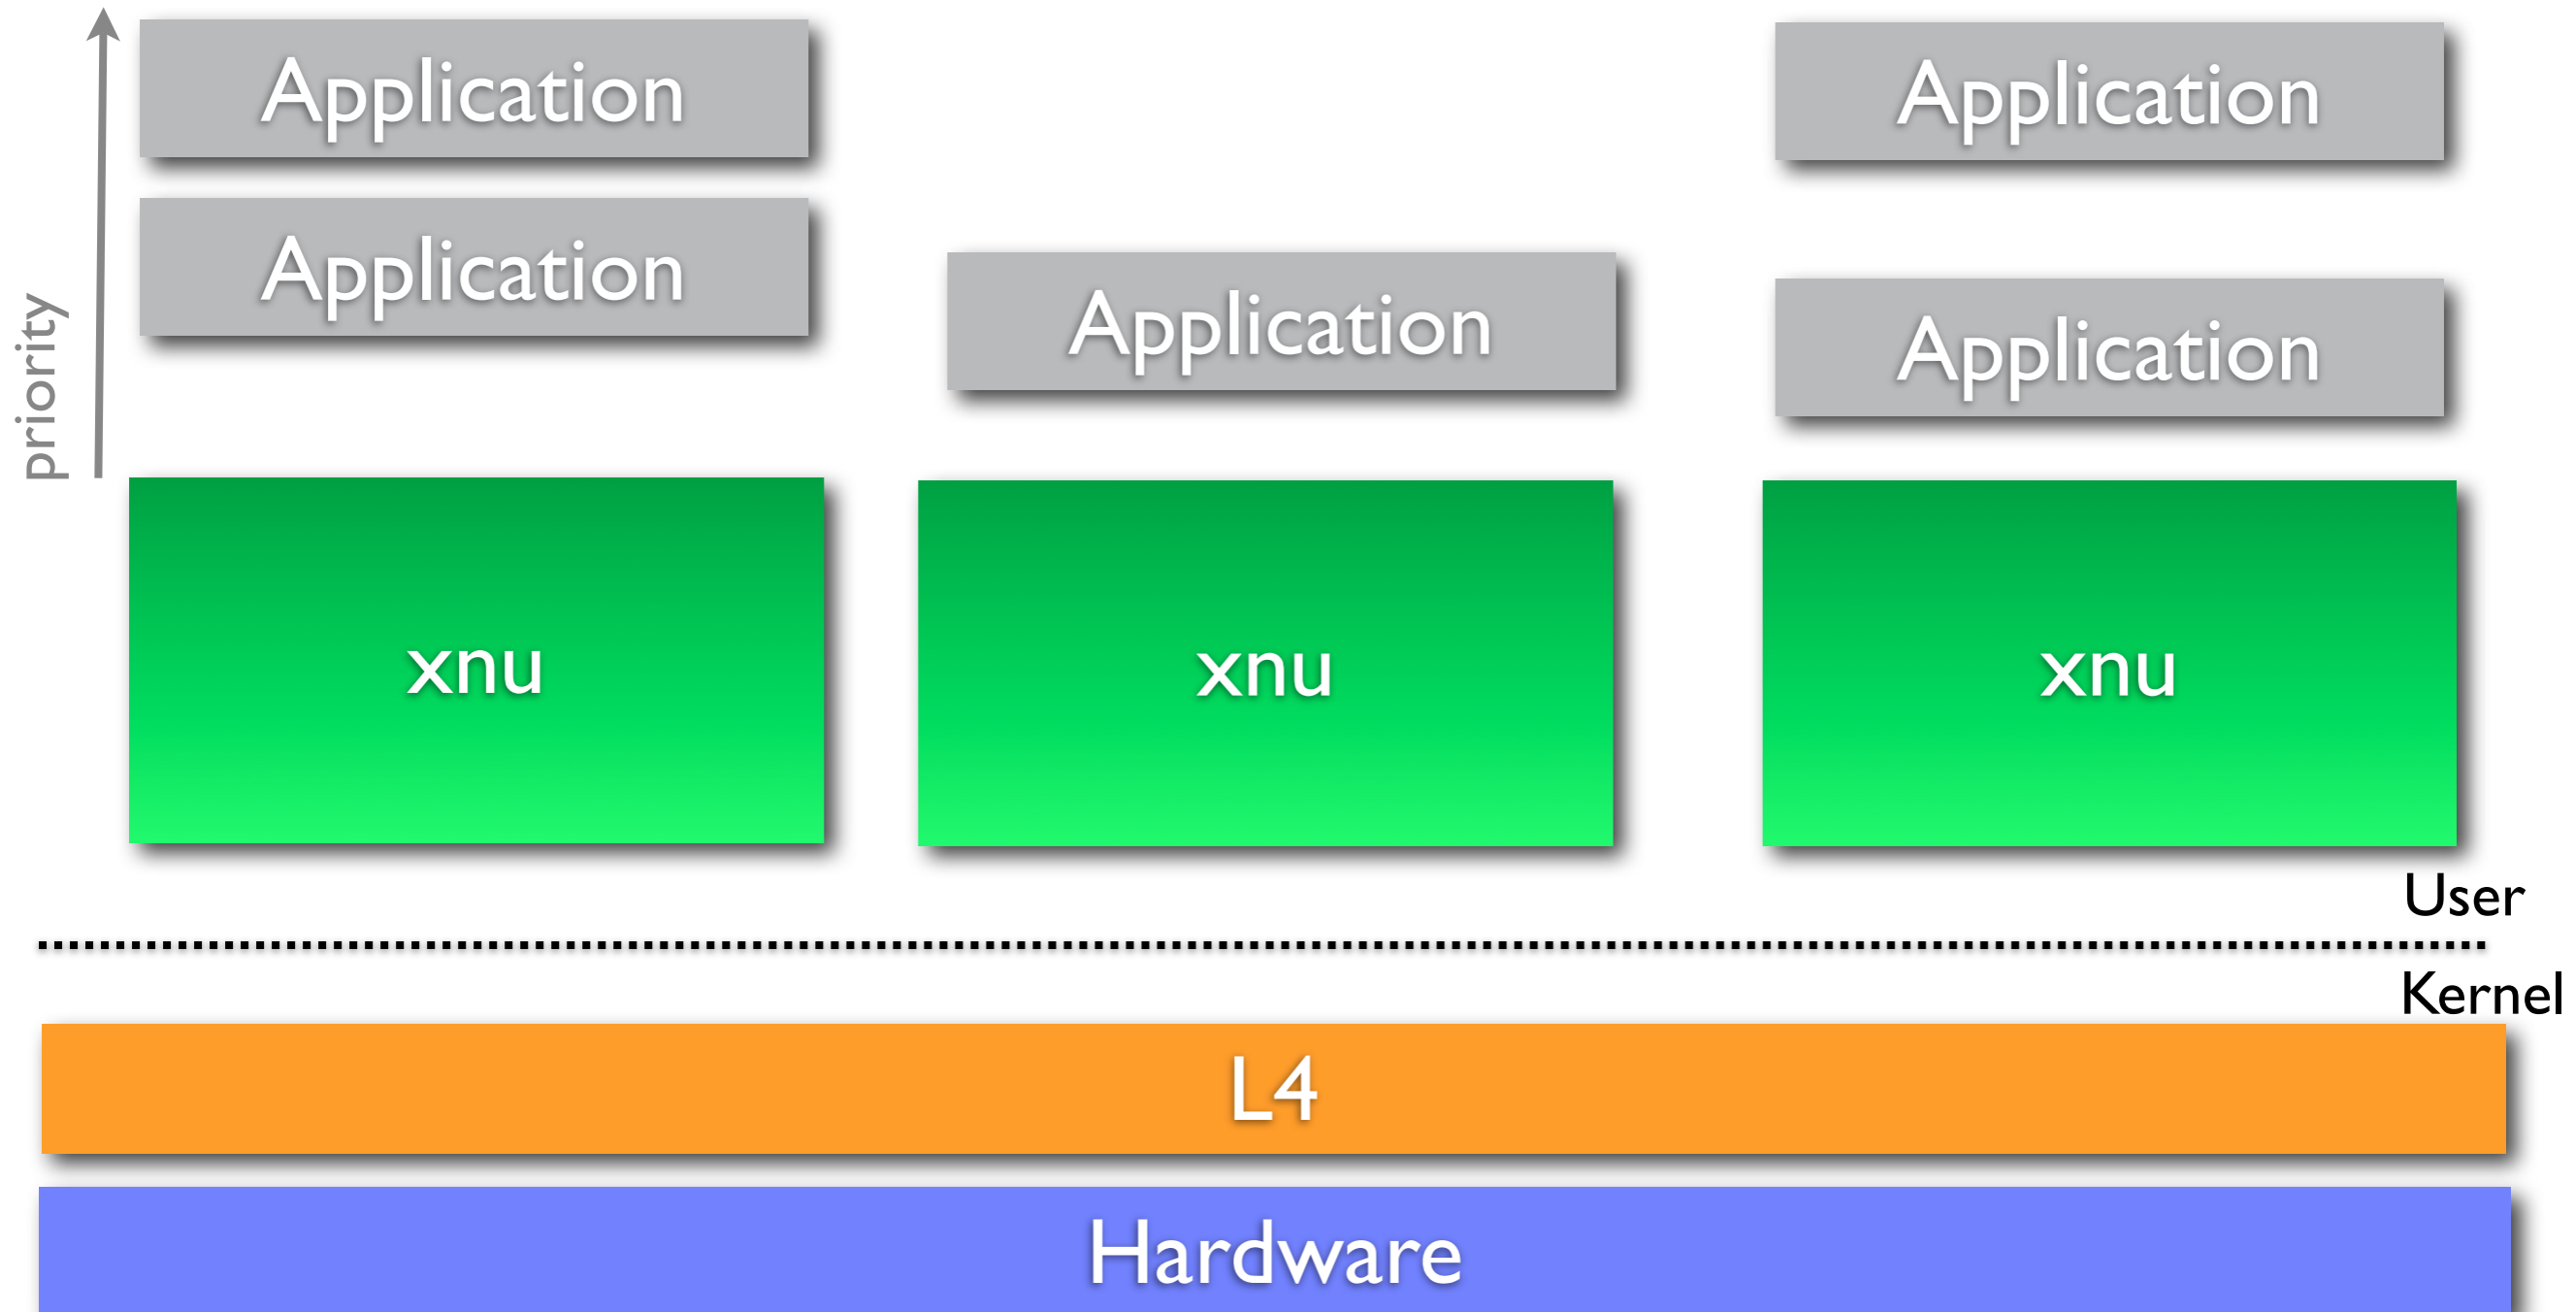 Application
Application
Application
Application
Application
priority
xnu
xnu
xnu
User
Kernel
L4
Hardware